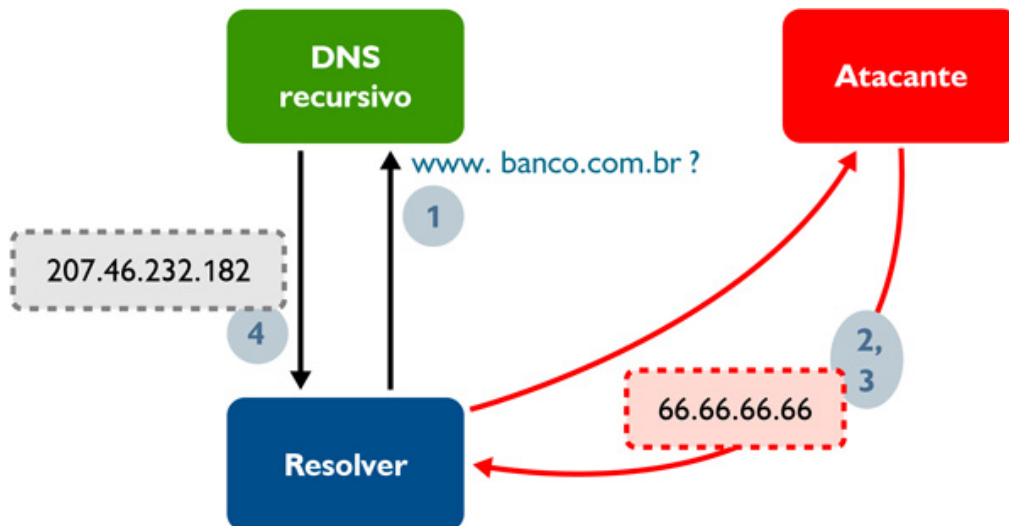 DNS
recursivo
Atacante
www. banco.com.br ?
1
207.46.232.182
4
2,
3
66.66.66.66
Resolver